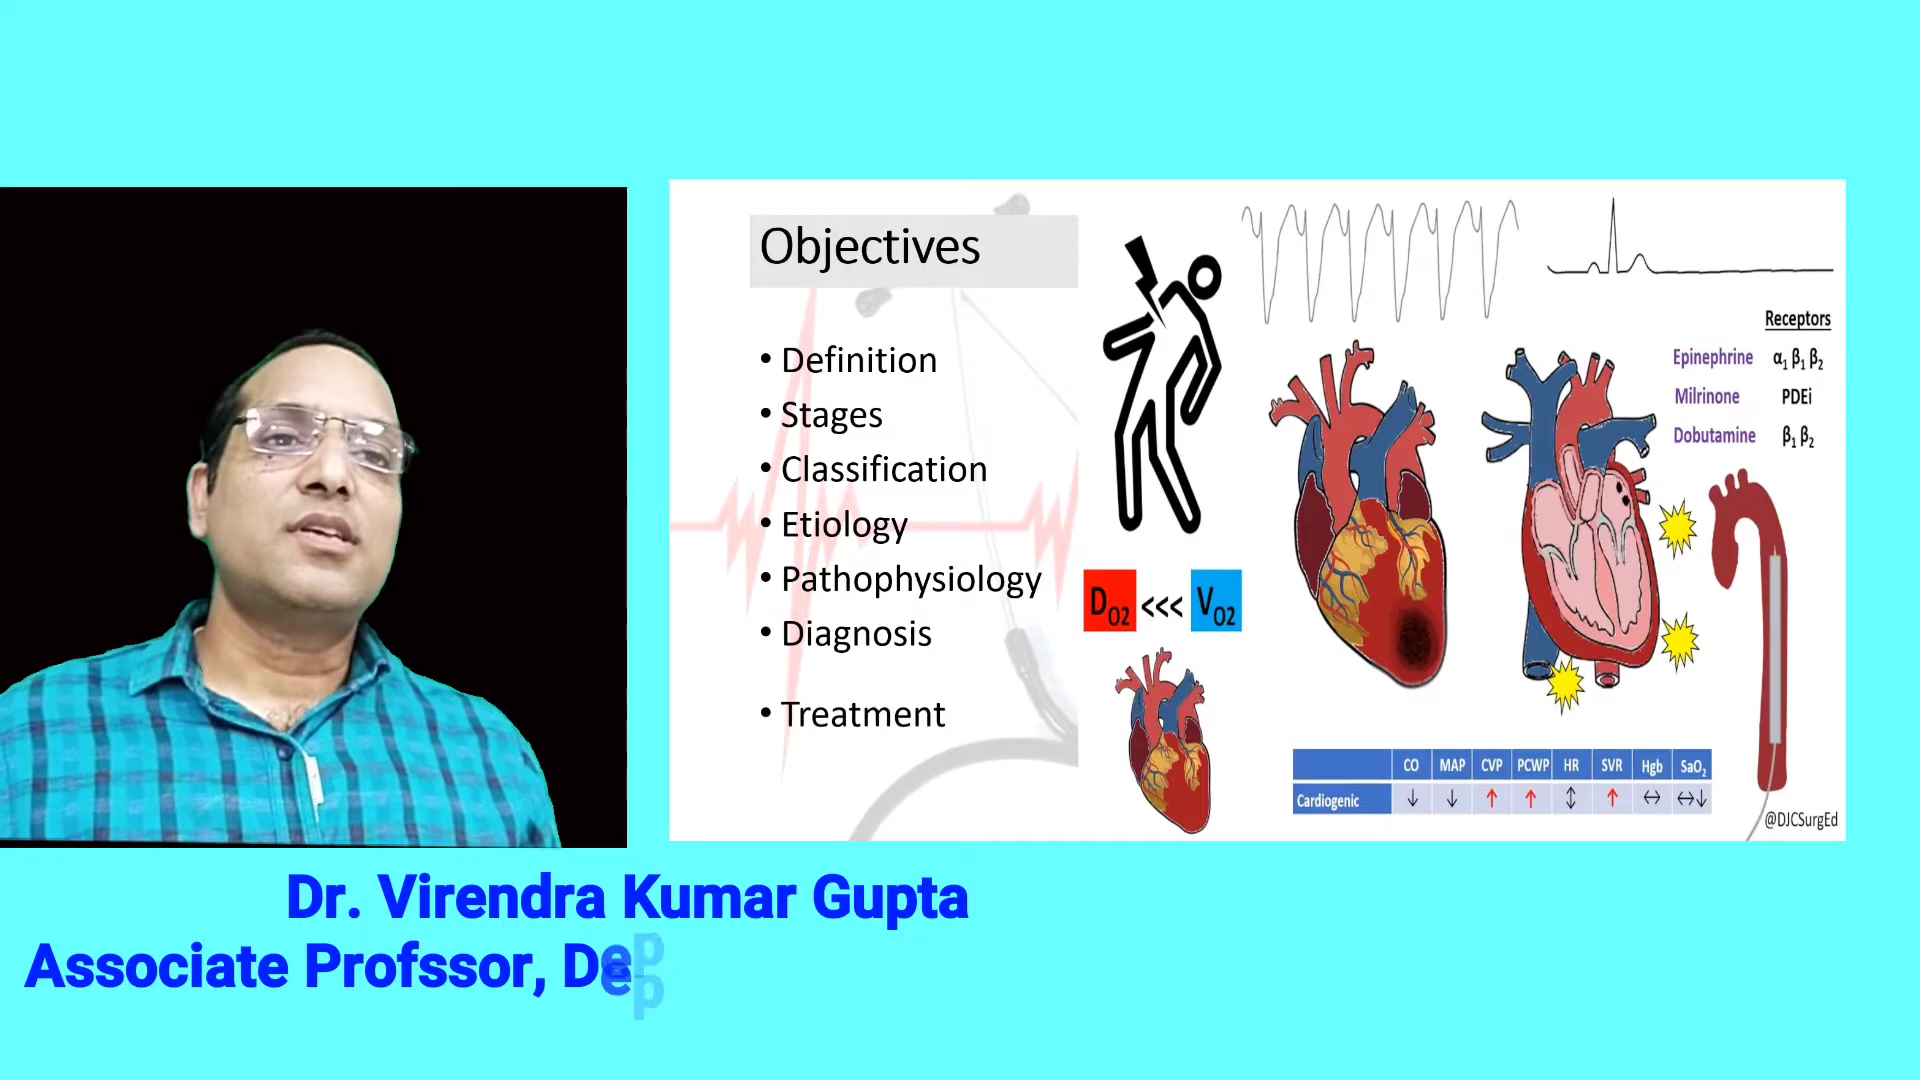 Objectives
• Definition
• Stages
• Classification
• Etiology
• Pathophysiology
• Diagnosis
• Treatment
D₀₂ <<< V₀₂
Receptors
Epinephrine α₁ β₁ β₂
Milrinone PDEi
Dobutamine β₁ β₂
CO MAP CVP PCWP HR SVR Hgb SaO₂
Cardiogenic ↓ ↓ ↑ ↑ ↕ ↑ ↔ ↔↓
@DJCSurgEd
Dr. Virendra Kumar Gupta
Associate Profssor, Dep